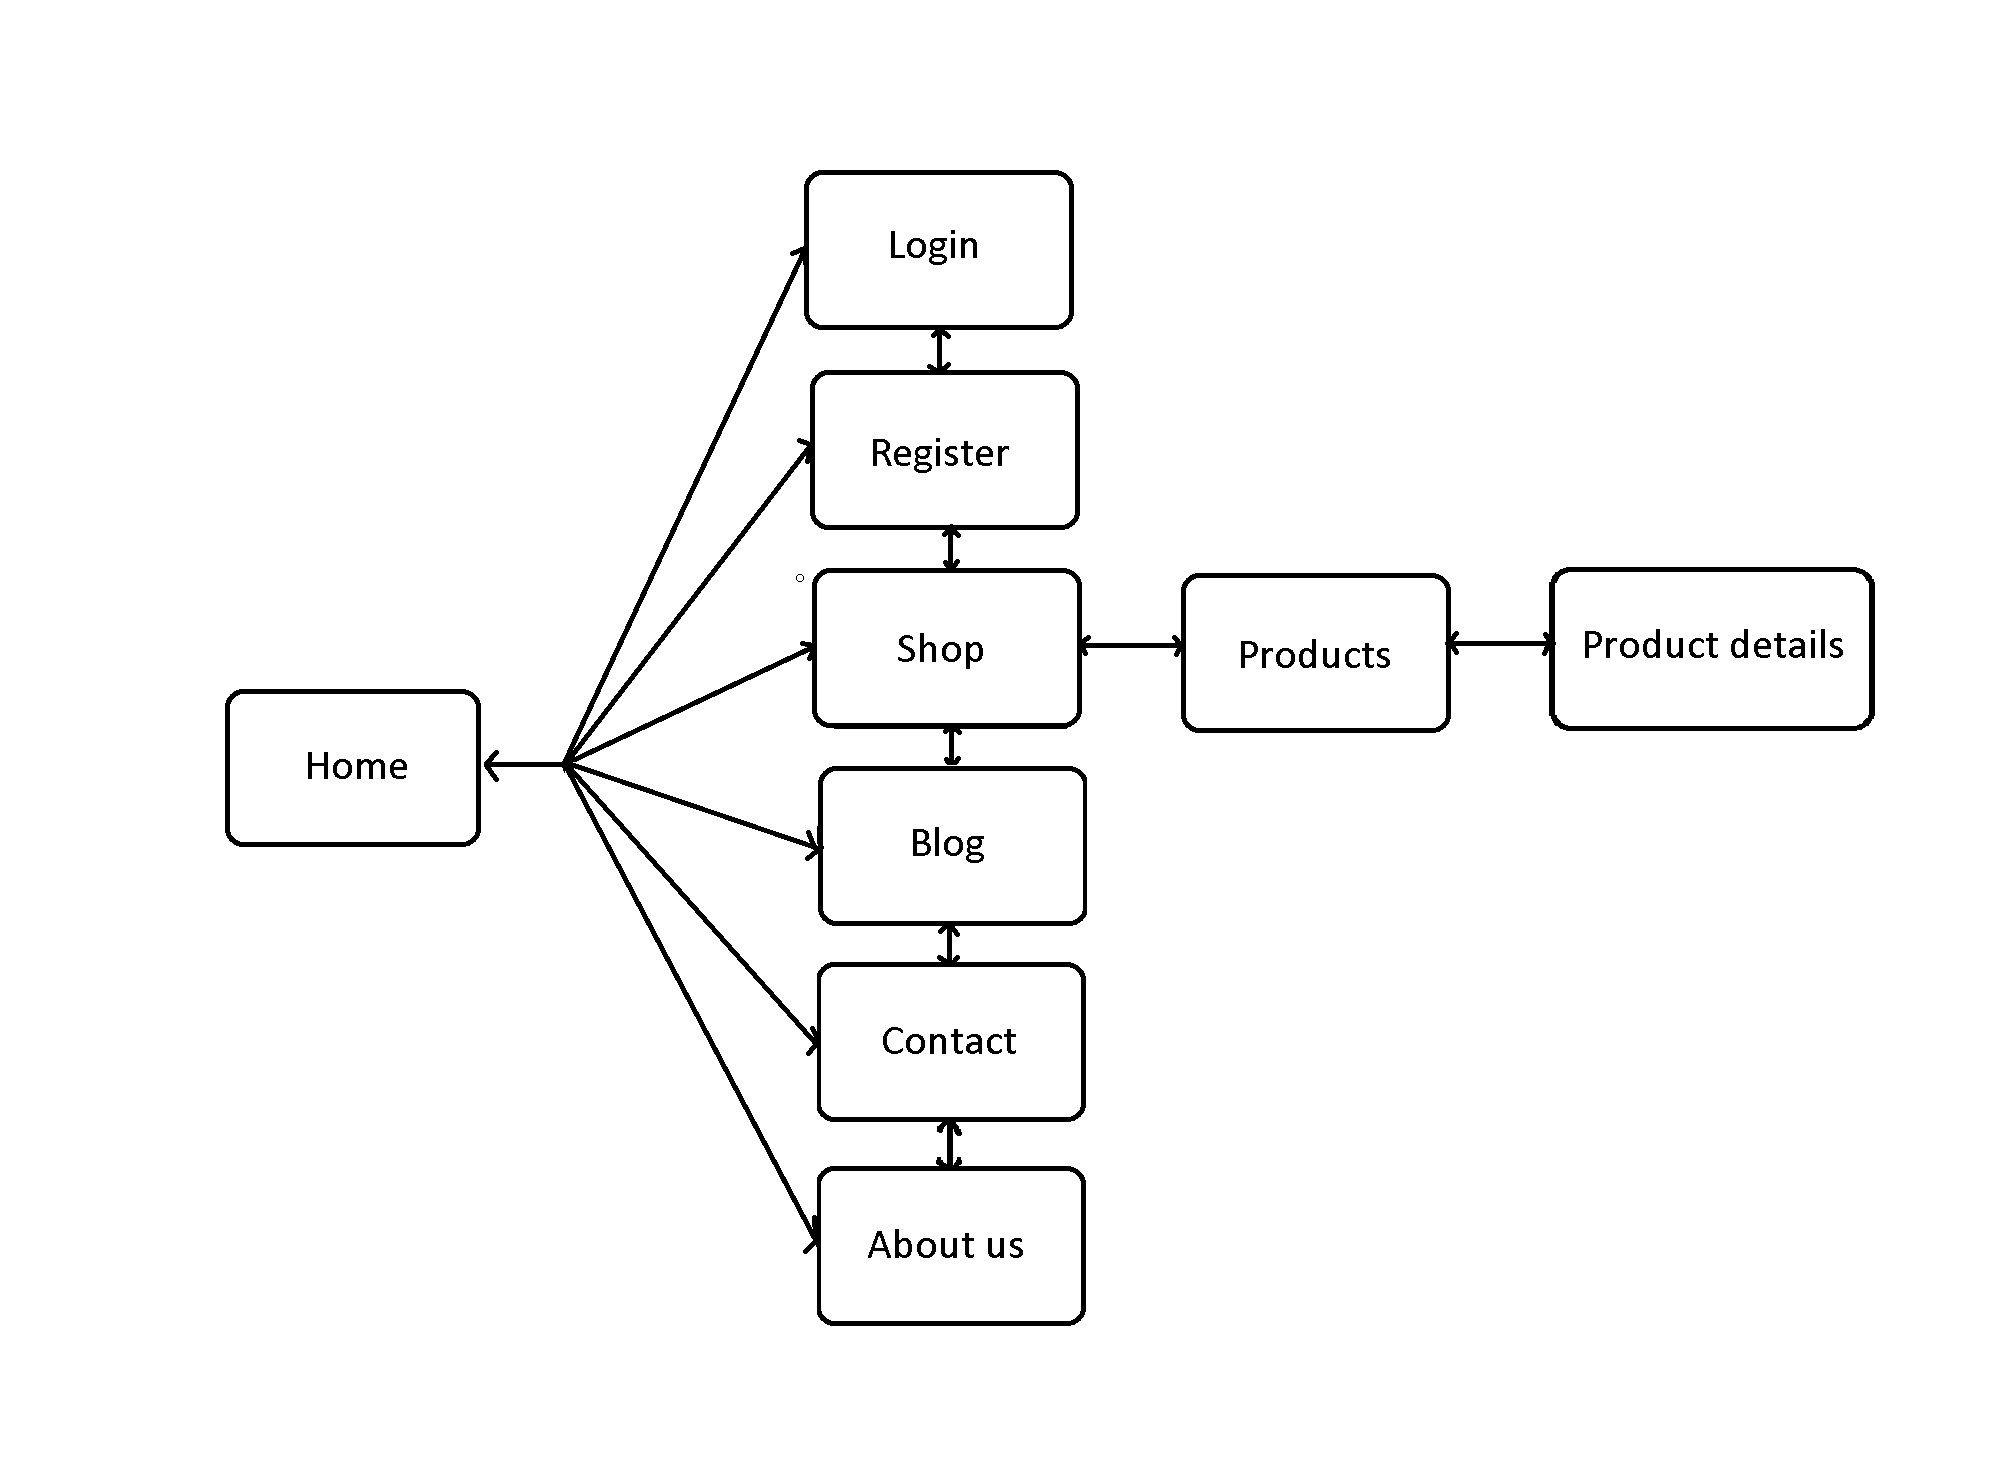 Login
Register
Shop
Products
Product details
Home
Blog
Contact
About us